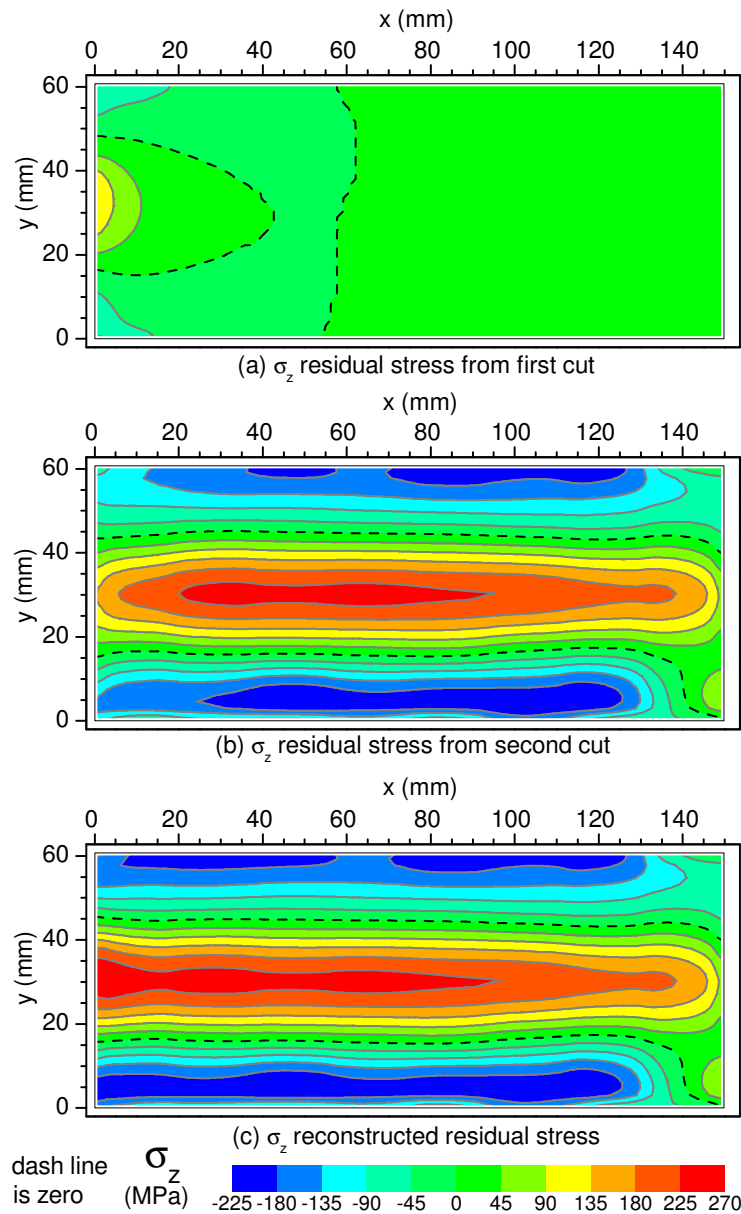 x (mm)
0 20 40 60 80 100 120 140
60
40
20
0
y (mm)
(a) σz residual stress from first cut
x (mm)
0 20 40 60 80 100 120 140
60
40
20
0
y (mm)
(b) σz residual stress from second cut
x (mm)
0 20 40 60 80 100 120 140
60
40
20
0
y (mm)
(c) σz reconstructed residual stress
dash line
is zero
σz
(MPa)
-225 -180 -135 -90 -45 0 45 90 135 180 225 270